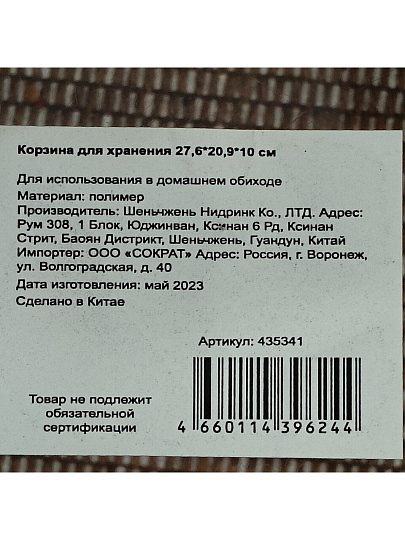 Корзина для хранения 27,6*20,9*10 см
Для использования в домашнем обиходе
Материал: полимер
Производитель: Шеньчжень Нидринк Ко., ЛТД. Адрес:
Рум 308, 1 Блок, Юджинван, Ксинан 6 Рд, Ксинан
Стрит, Баоян Дистрикт, Шеньчжень, Гуандун, Китай
Импортер: ООО «СОКРАТ» Адрес: Россия, г. Воронеж,
ул. Волгоградская, д. 40
Дата изготовления: май 2023
Сделано в Китае
Артикул: 435341
Товар не подлежит
обязательной
сертификации
4 660114 396244